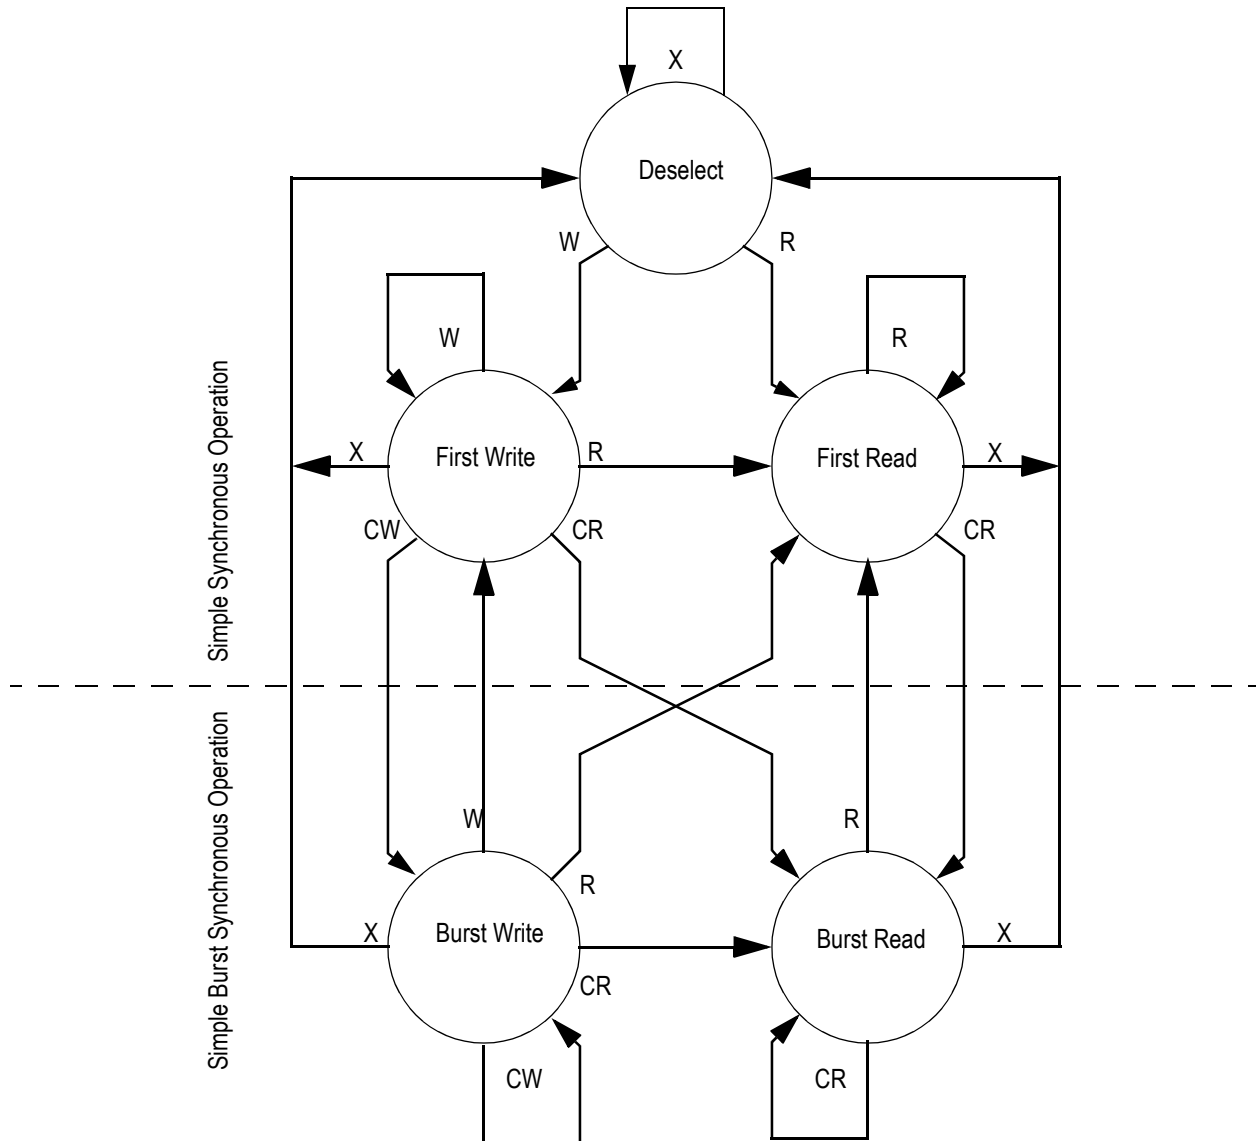 X
Deselect
W
R
W
R
Simple Synchronous Operation
X
First Write
R
First Read
X
CW
CR
CR
Simple Burst Synchronous Operation
W
R
R
X
Burst Write
Burst Read
X
CR
CW
CR